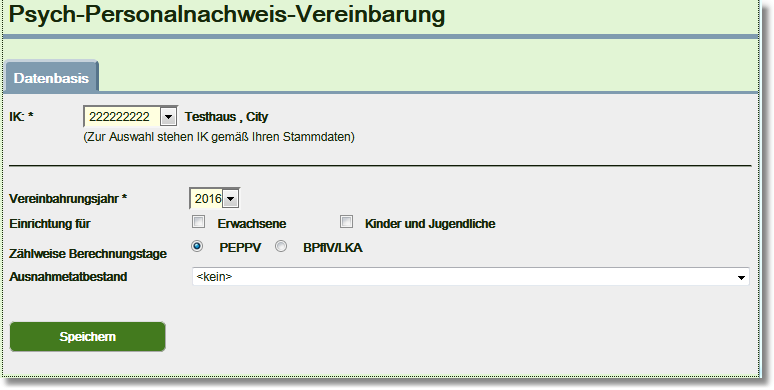 Psych-Personalnachweis-Vereinbarung
Datenbasis
IK: * 222222222 Testhaus , City
(Zur Auswahl stehen IK gemäß Ihren Stammdaten)
Vereinbahrungsjahr * 2016
Einrichtung für Erwachsene Kinder und Jugendliche
Zählweise Berechnungstage PEPPV BPflV/LKA
Ausnahmetatbestand <kein>
Speichern